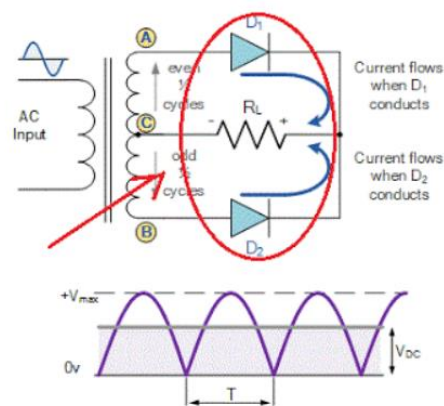 A
D1
even
½
cycles
AC
Input
C
- RL +
odd
½
cycles
B
D2
Current flows
when D1
conducts
Current flows
when D2
conducts
+Vmax
0v
T
VDC